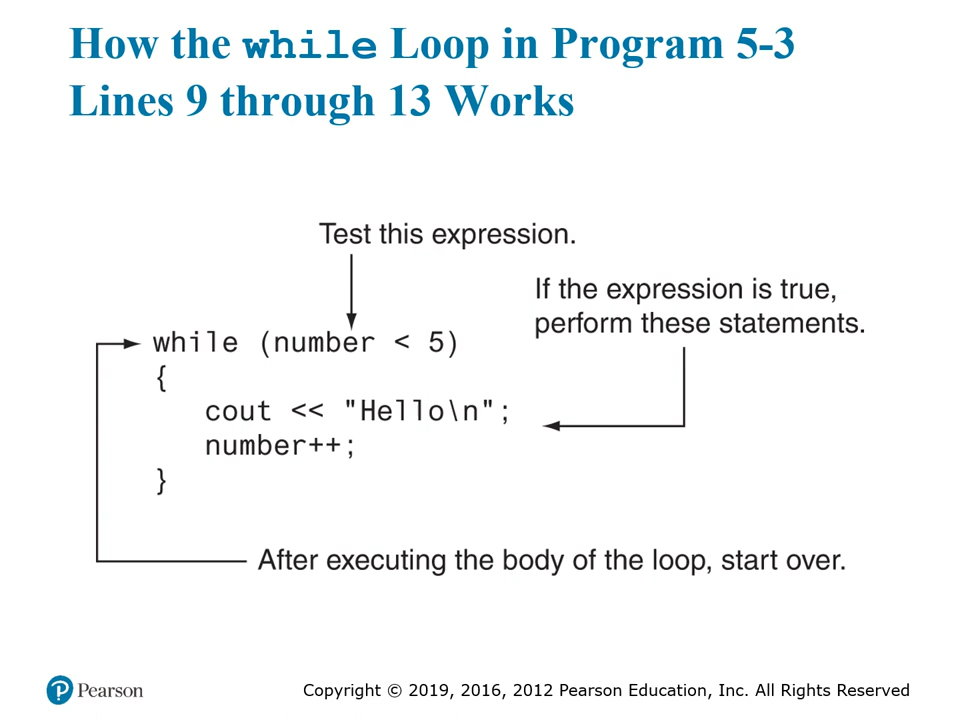 How the while Loop in Program 5-3
Lines 9 through 13 Works
Test this expression.
If the expression is true,
perform these statements.
while (number < 5)
{
cout << "Hello\n";
number++;
}
After executing the body of the loop, start over.
P Pearson
Copyright © 2019, 2016, 2012 Pearson Education, Inc. All Rights Reserved